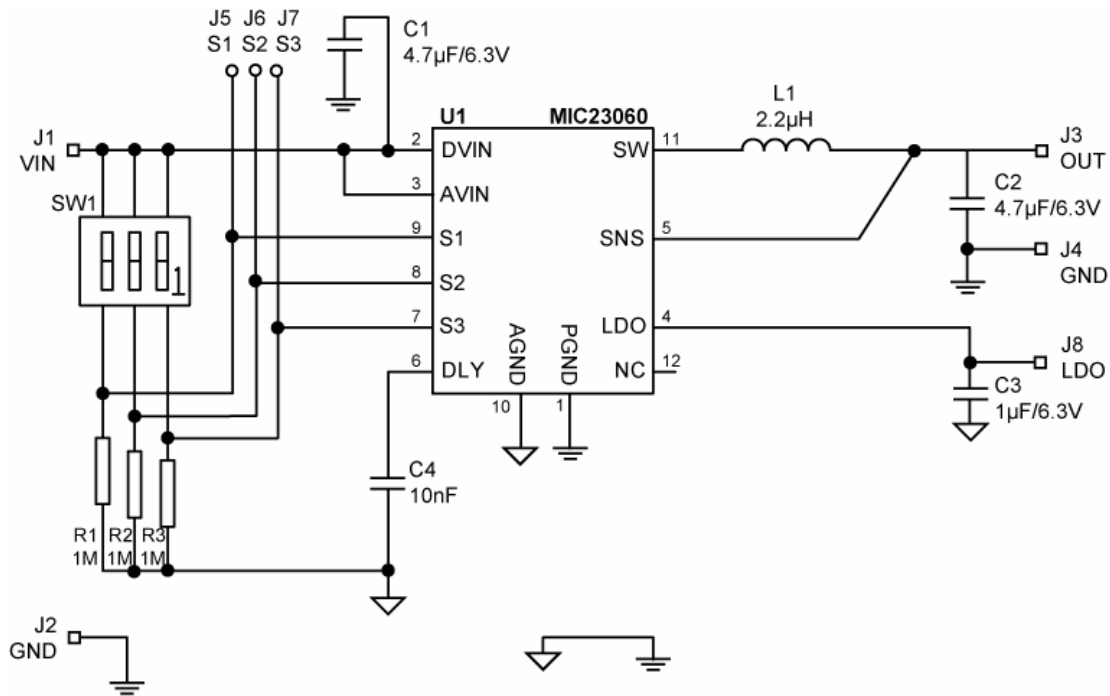 J5 J6 J7
S1 S2 S3
C1
4.7µF/6.3V
U1 MIC23060
L1
2.2µH
J1
VIN
2 DVIN
SW 11
J3
OUT
3 AVIN
SW1
C2
4.7µF/6.3V
9 S1
SNS 5
J4
GND
8 S2
1
7 S3
LDO 4
AGND
PGND
J8
LDO
6 DLY
NC 12
C3
1µF/6.3V
10
1
C4
10nF
R1 R2 R3
1M 1M 1M
J2
GND